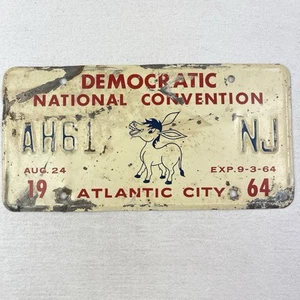 DEMOCRATIC
NATIONAL CONVENTION
AH61 NJ
AUG. 24 EXP. 9-3-64
19 ATLANTIC CITY 64